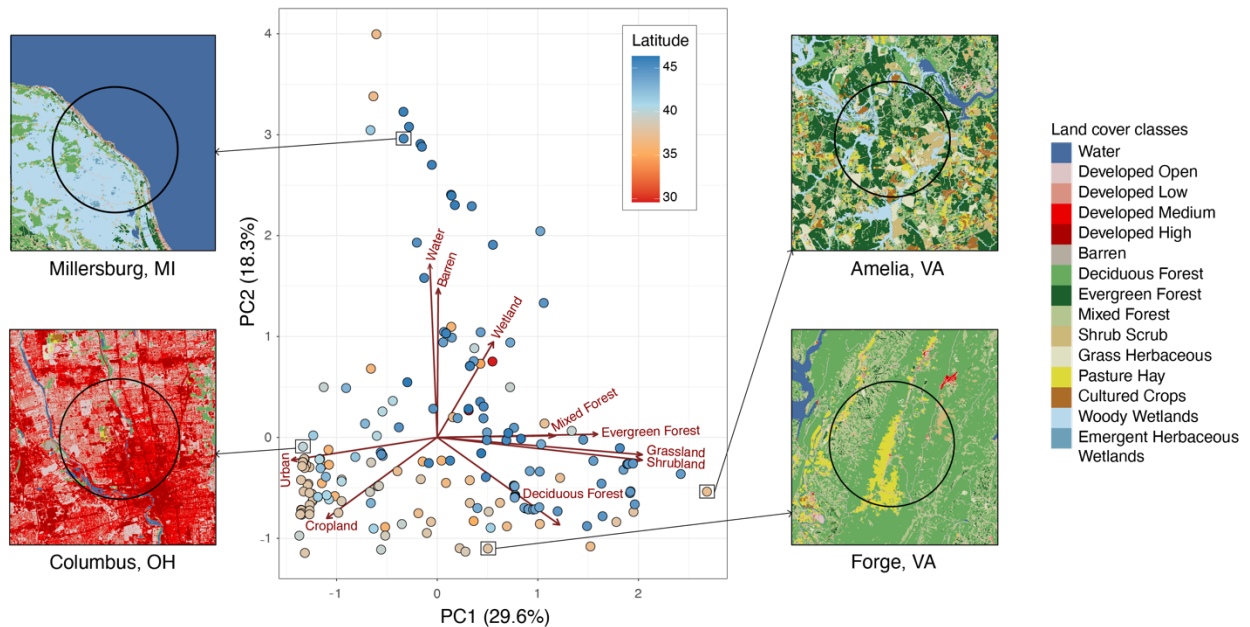 Millersburg, MI
Columbus, OH
PC2 (18.3%)
4
3
2
1
0
-1
-1
0
1
2
PC1 (29.6%)
Latitude
45
40
35
30
Water
Barren
Wetland
Mixed Forest
Evergreen Forest
Grassland
Shrubland
Deciduous Forest
Urban
Cropland
Amelia, VA
Forge, VA
Land cover classes
Water
Developed Open
Developed Low
Developed Medium
Developed High
Barren
Deciduous Forest
Evergreen Forest
Mixed Forest
Shrub Scrub
Grass Herbaceous
Pasture Hay
Cultured Crops
Woody Wetlands
Emergent Herbaceous
Wetlands